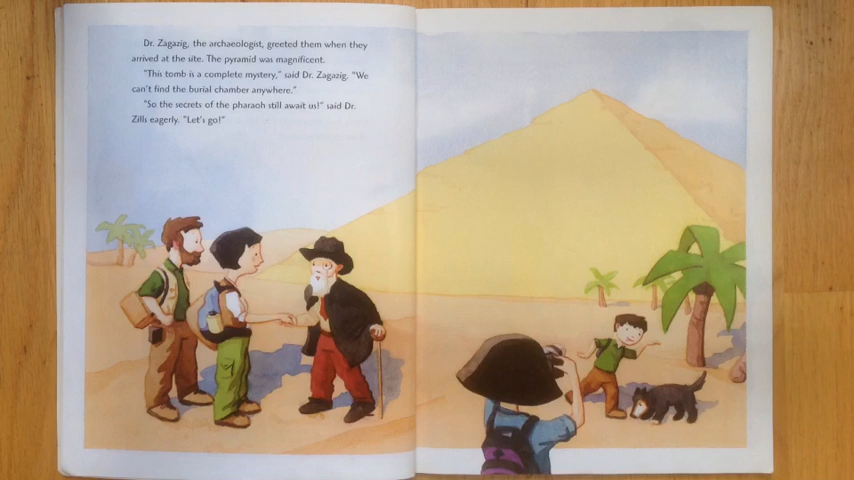 Dr. Zagazig, the archaeologist, greeted them when they
arrived at the site. The pyramid was magnificent.
"This tomb is a complete mystery," said Dr. Zagazig. "We
can't find the burial chamber anywhere."
"So the secrets of the pharaoh still await us!" said Dr.
Zills eagerly. "Let's go!"